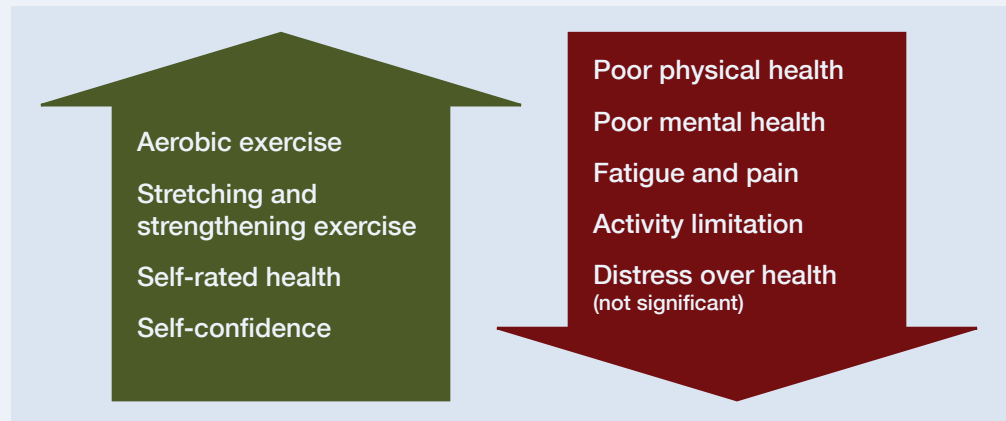 Aerobic exercise
Stretching and
strengthening exercise
Self-rated health
Self-confidence
Poor physical health
Poor mental health
Fatigue and pain
Activity limitation
Distress over health
(not significant)